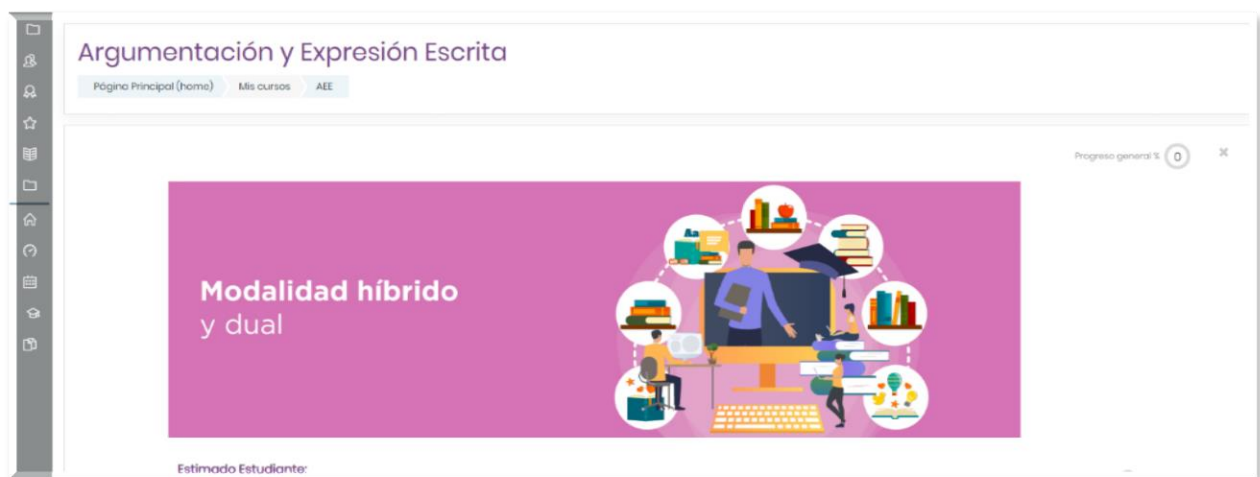 Argumentación y Expresión Escrita
Página Principal (home) Mis cursos AEE
Progreso general % 0
Modalidad híbrido
y dual
Estimado Estudiante: